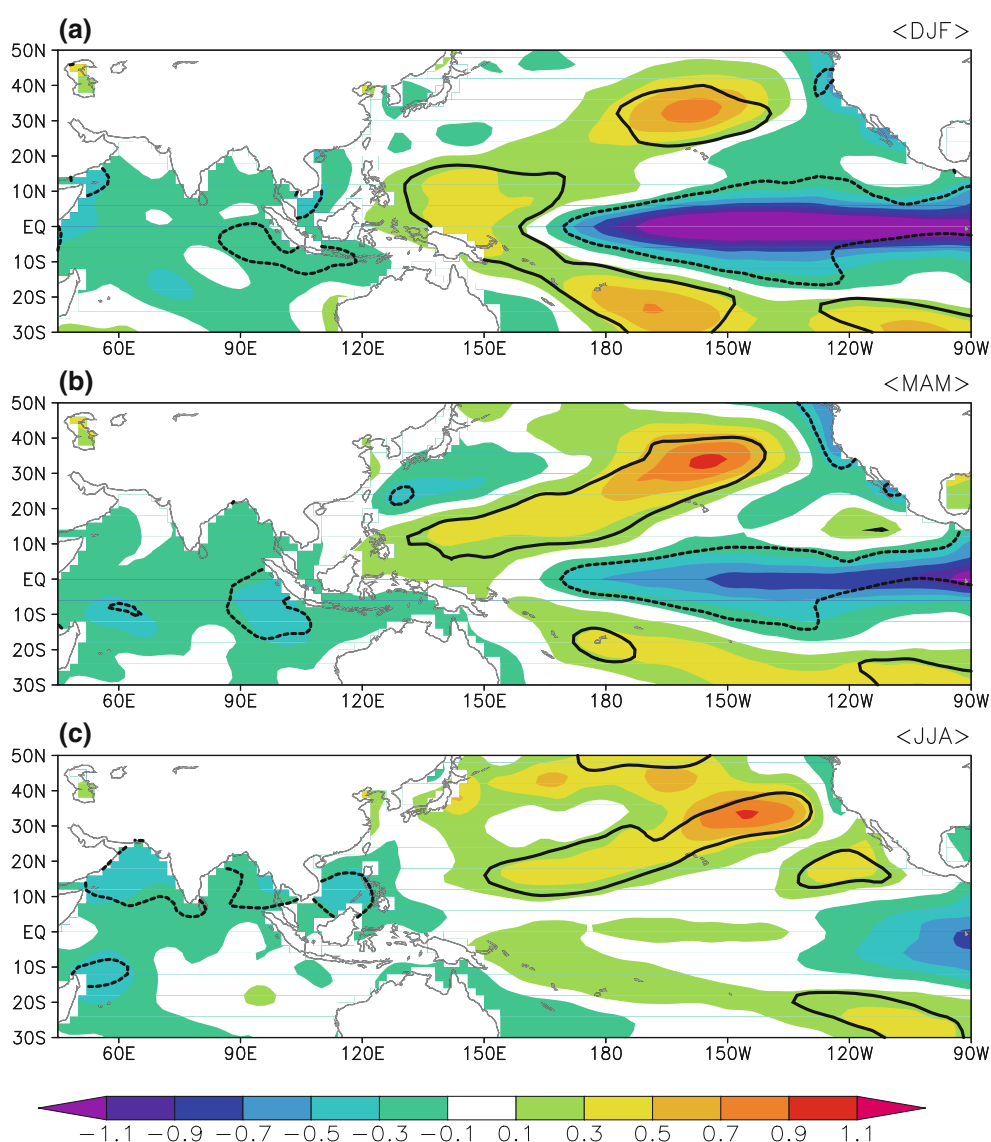 (a) <DJF>
50N
40N
30N
20N
10N
EQ
10S
20S
30S
60E 90E 120E 150E 180 150W 120W 90W
(b) <MAM>
50N
40N
30N
20N
10N
EQ
10S
20S
30S
60E 90E 120E 150E 180 150W 120W 90W
(c) <JJA>
50N
40N
30N
20N
10N
EQ
10S
20S
30S
60E 90E 120E 150E 180 150W 120W 90W
−1.1 −0.9 −0.7 −0.5 −0.3 −0.1 0.1 0.3 0.5 0.7 0.9 1.1